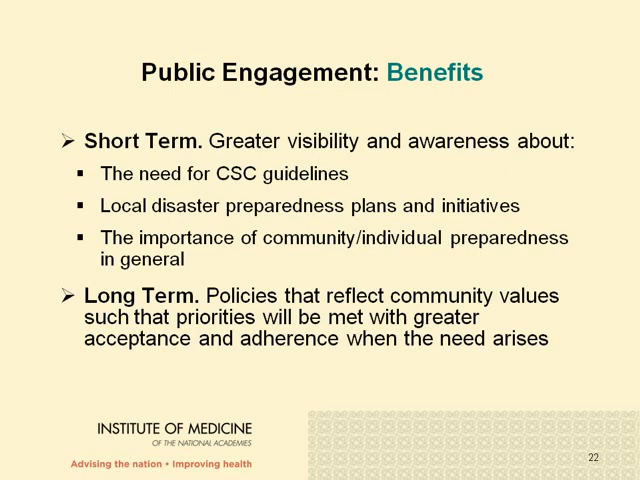 Public Engagement: Benefits
➢ Short Term. Greater visibility and awareness about:
▪ The need for CSC guidelines
▪ Local disaster preparedness plans and initiatives
▪ The importance of community/individual preparedness
in general
➢ Long Term. Policies that reflect community values
such that priorities will be met with greater
acceptance and adherence when the need arises
INSTITUTE OF MEDICINE
OF THE NATIONAL ACADEMIES
Advising the nation • Improving health
22